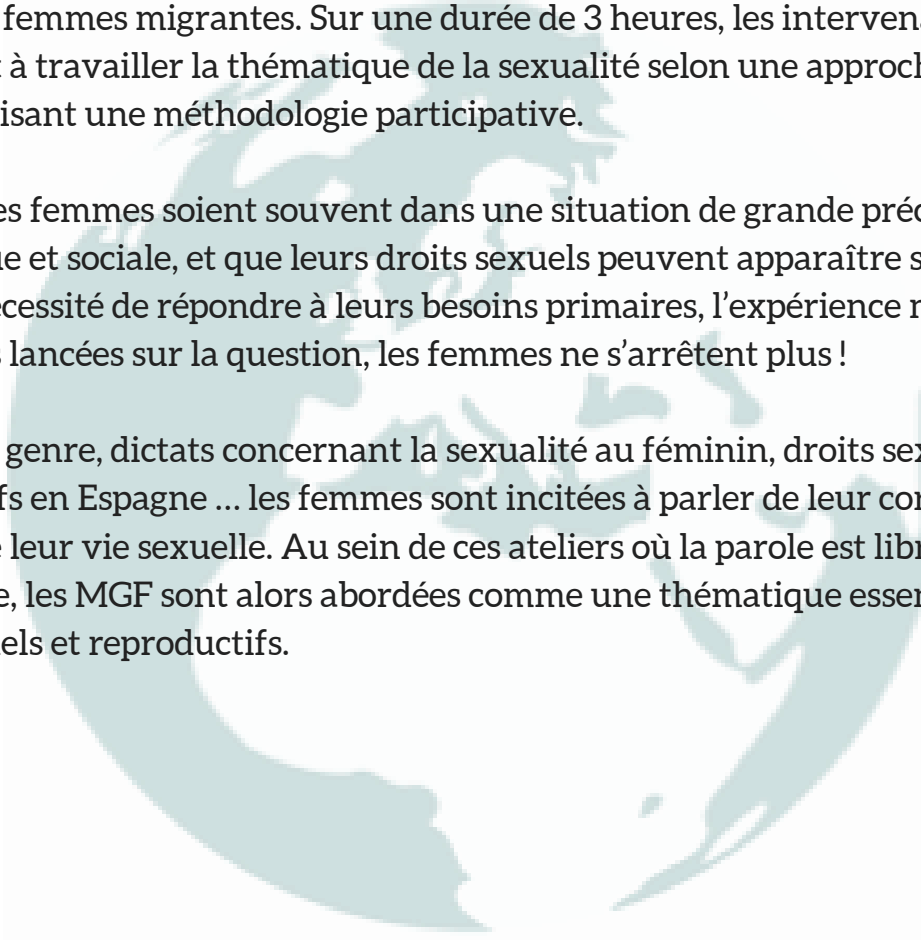 femmes migrantes. Sur une durée de 3 heures, les intervena
t à travailler la thématique de la sexualité selon une approch
isant une méthodologie participative.
es femmes soient souvent dans une situation de grande préc
ue et sociale, et que leurs droits sexuels peuvent apparaître s
écessité de répondre à leurs besoins primaires, l’expérience
s lancées sur la question, les femmes ne s’arrêtent plus !
genre, dictats concernant la sexualité au féminin, droits sex
fs en Espagne … les femmes sont incitées à parler de leur cor
e leur vie sexuelle. Au sein de ces ateliers où la parole est libr
e, les MGF sont alors abordées comme une thématique essen
els et reproductifs.